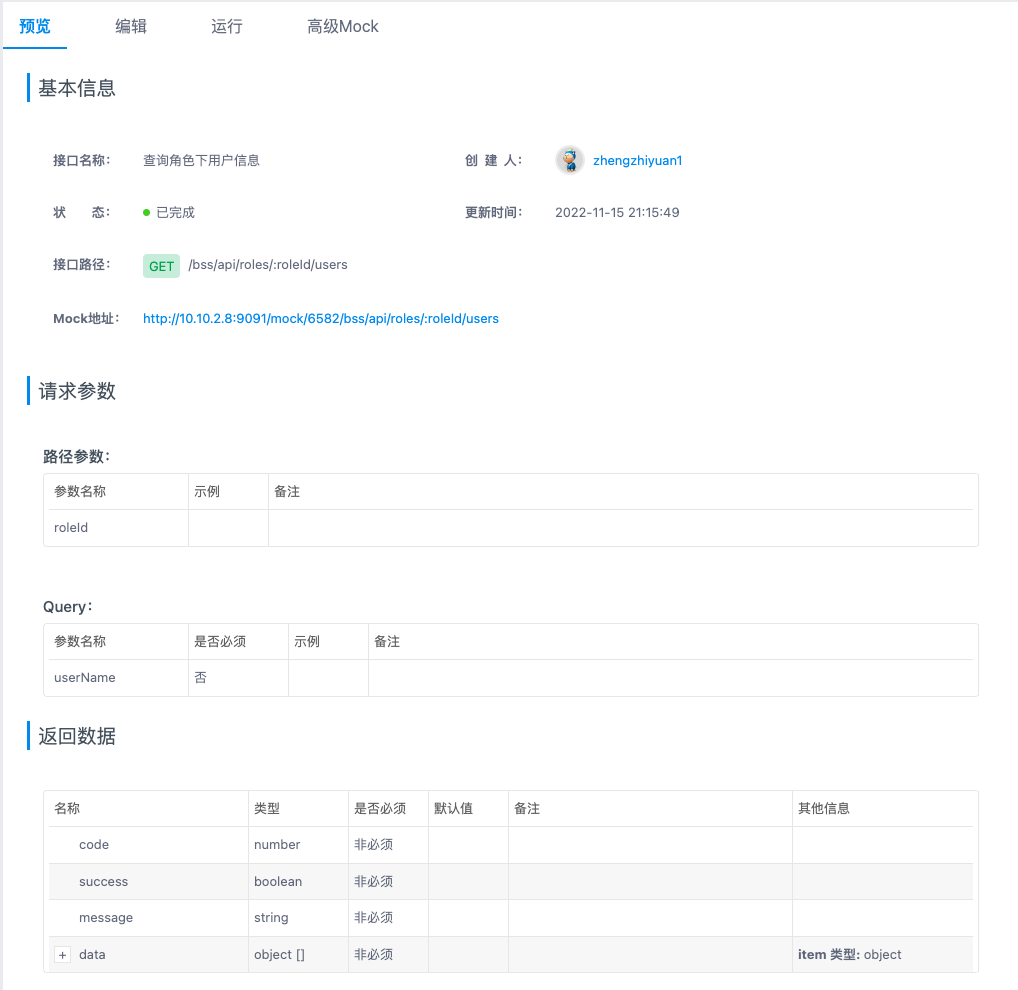 预览 编辑 运行 高级Mock
基本信息
接口名称： 查询角色下用户信息 创 建 人： zhengzhiyuan1
状 态： 已完成 更新时间： 2022-11-15 21:15:49
接口路径： GET /bss/api/roles/:roleId/users
Mock地址： http://10.10.2.8:9091/mock/6582/bss/api/roles/:roleId/users
请求参数
路径参数：
参数名称 示例 备注
roleId
Query：
参数名称 是否必须 示例 备注
userName 否
返回数据
名称 类型 是否必须 默认值 备注 其他信息
code number 非必须
success boolean 非必须
message string 非必须
+ data object [] 非必须 item 类型: object